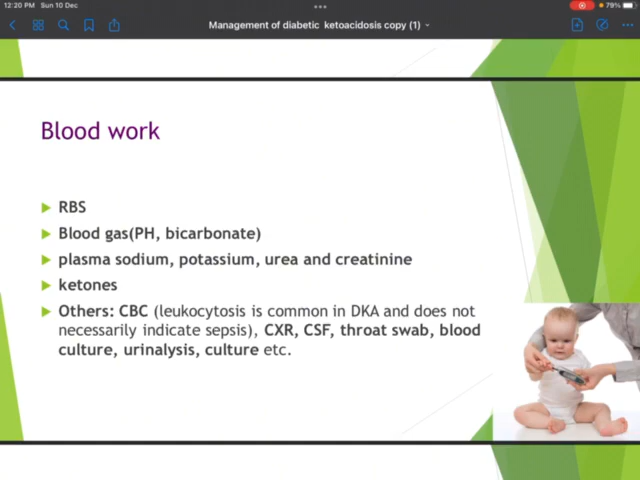 12:20 PM Sun 10 Dec
79%
Management of diabetic ketoacidosis copy (1)
Blood work
RBS
Blood gas(PH, bicarbonate)
plasma sodium, potassium, urea and creatinine
ketones
Others: CBC (leukocytosis is common in DKA and does not
necessarily indicate sepsis), CXR, CSF, throat swab, blood
culture, urinalysis, culture etc.